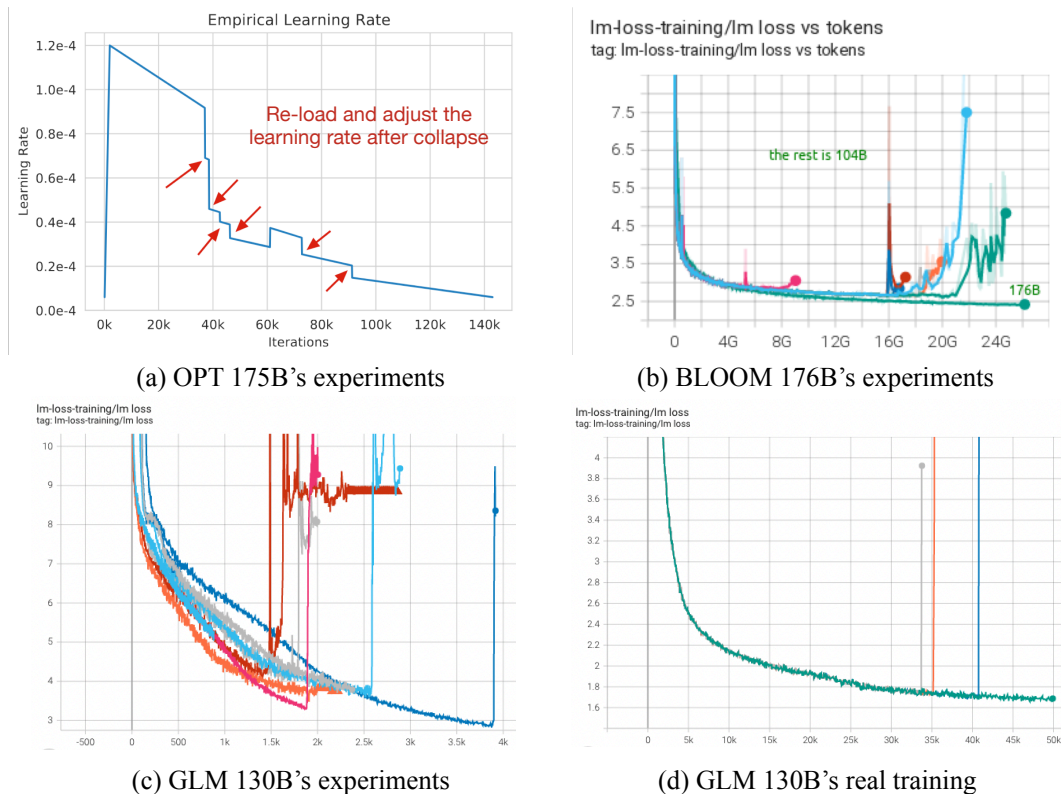 Empirical Learning Rate
1.2e-4
1.0e-4
0.8e-4
0.6e-4
0.4e-4
0.2e-4
0.0e-4
Learning Rate
Re-load and adjust the
learning rate after collapse
0k 20k 40k 60k 80k 100k 120k 140k
Iterations
(a) OPT 175B's experiments
lm-loss-training/lm loss vs tokens
tag: lm-loss-training/lm loss vs tokens
7.5
6.5
5.5
4.5
3.5
2.5
the rest is 104B
176B
0 4G 8G 12G 16G 20G 24G
(b) BLOOM 176B's experiments
lm-loss-training/lm loss
tag: lm-loss-training/lm loss
10
9
8
7
6
5
4
3
-500 0 500 1k 1.5k 2k 2.5k 3k 3.5k 4k
(c) GLM 130B's experiments
lm-loss-training/lm loss
tag: lm-loss-training/lm loss
4
3.8
3.6
3.4
3.2
3
2.8
2.6
2.4
2.2
2
1.8
1.6
0 5k 10k 15k 20k 25k 30k 35k 40k 45k 50k
(d) GLM 130B's real training